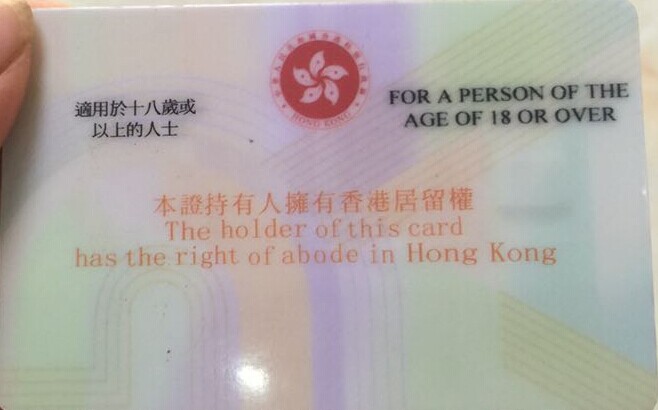 適用於十八歲或
以上的人士
HONG KONG
FOR A PERSON OF THE
AGE OF 18 OR OVER
本證持有人擁有香港居留權
The holder of this card
has the right of abode in Hong Kong